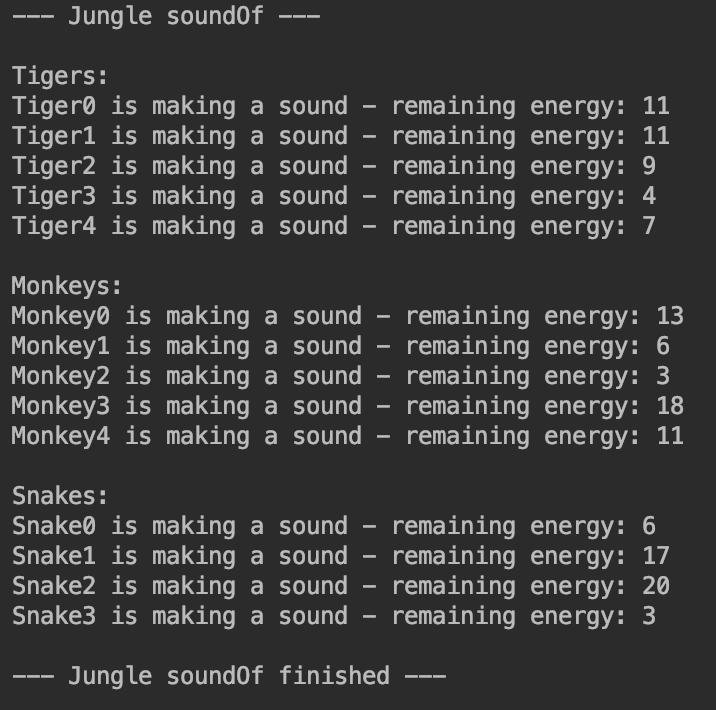 --- Jungle soundOf ---
Tigers:
Tiger0 is making a sound - remaining energy: 11
Tiger1 is making a sound - remaining energy: 11
Tiger2 is making a sound - remaining energy: 9
Tiger3 is making a sound - remaining energy: 4
Tiger4 is making a sound - remaining energy: 7
Monkeys:
Monkey0 is making a sound - remaining energy: 13
Monkey1 is making a sound - remaining energy: 6
Monkey2 is making a sound - remaining energy: 3
Monkey3 is making a sound - remaining energy: 18
Monkey4 is making a sound - remaining energy: 11
Snakes:
Snake0 is making a sound - remaining energy: 6
Snake1 is making a sound - remaining energy: 17
Snake2 is making a sound - remaining energy: 20
Snake3 is making a sound - remaining energy: 3
--- Jungle soundOf finished ---